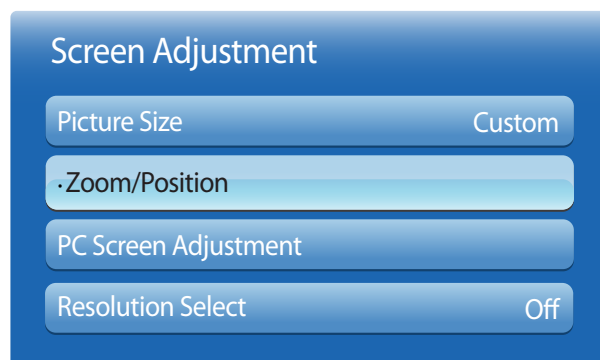 Screen Adjustment
Picture Size Custom
·Zoom/Position
PC Screen Adjustment
Resolution Select Off